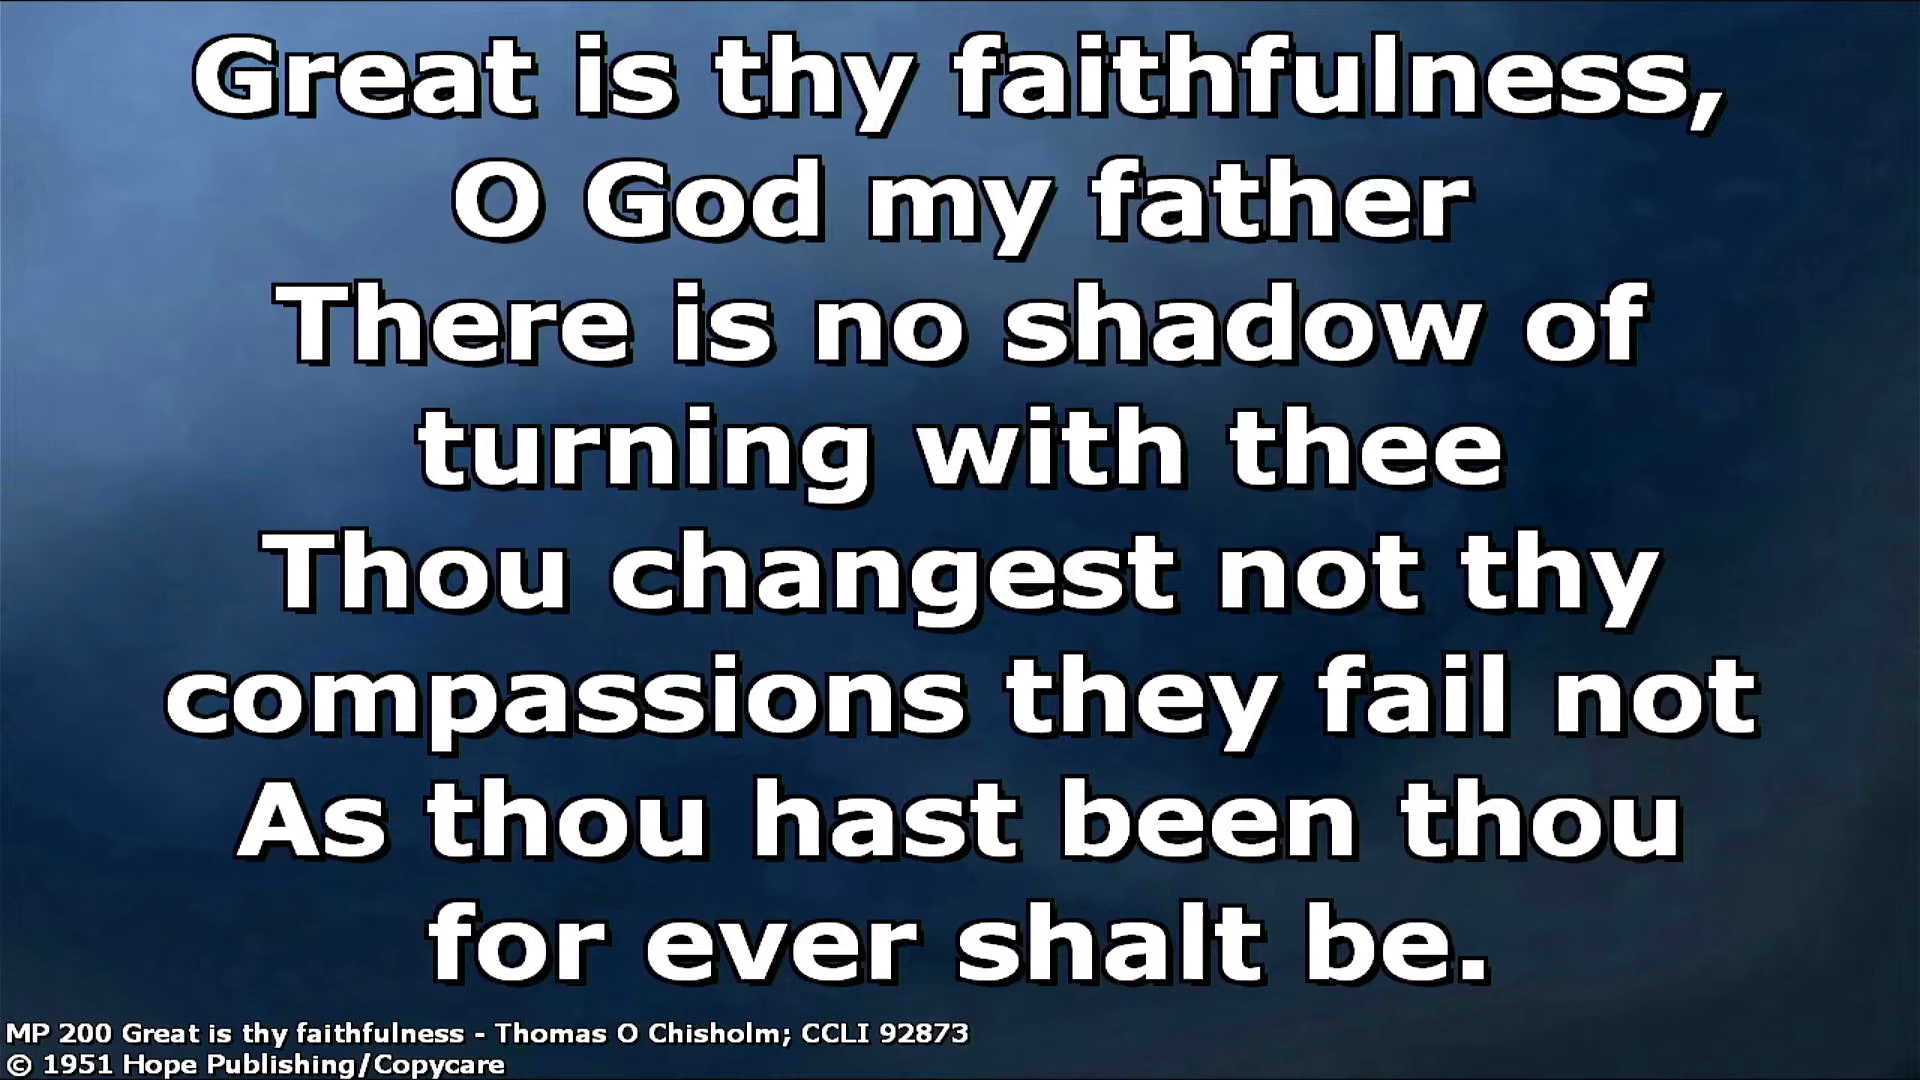 Great is thy faithfulness,
O God my father
There is no shadow of
turning with thee
Thou changest not thy
compassions they fail not
As thou hast been thou
for ever shalt be.
MP 200 Great is thy faithfulness - Thomas O Chisholm; CCLI 92873
© 1951 Hope Publishing/Copycare